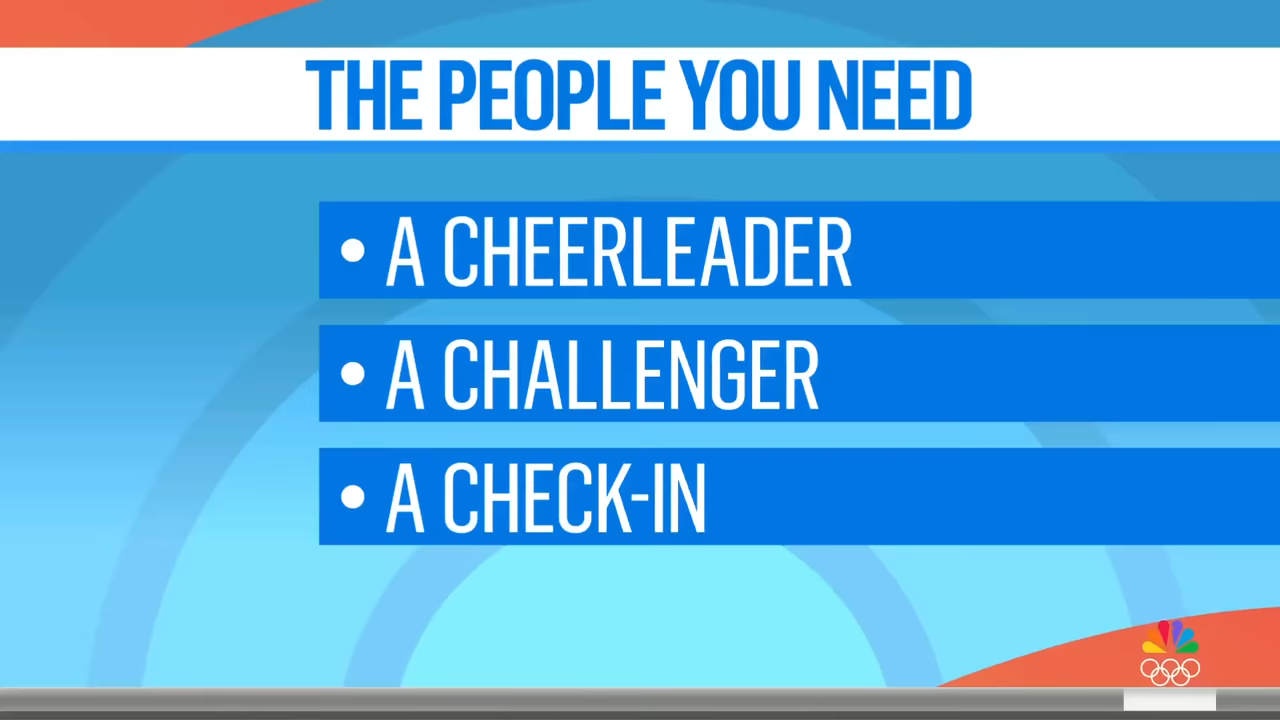 THE PEOPLE YOU NEED
• A CHEERLEADER
• A CHALLENGER
• A CHECK-IN